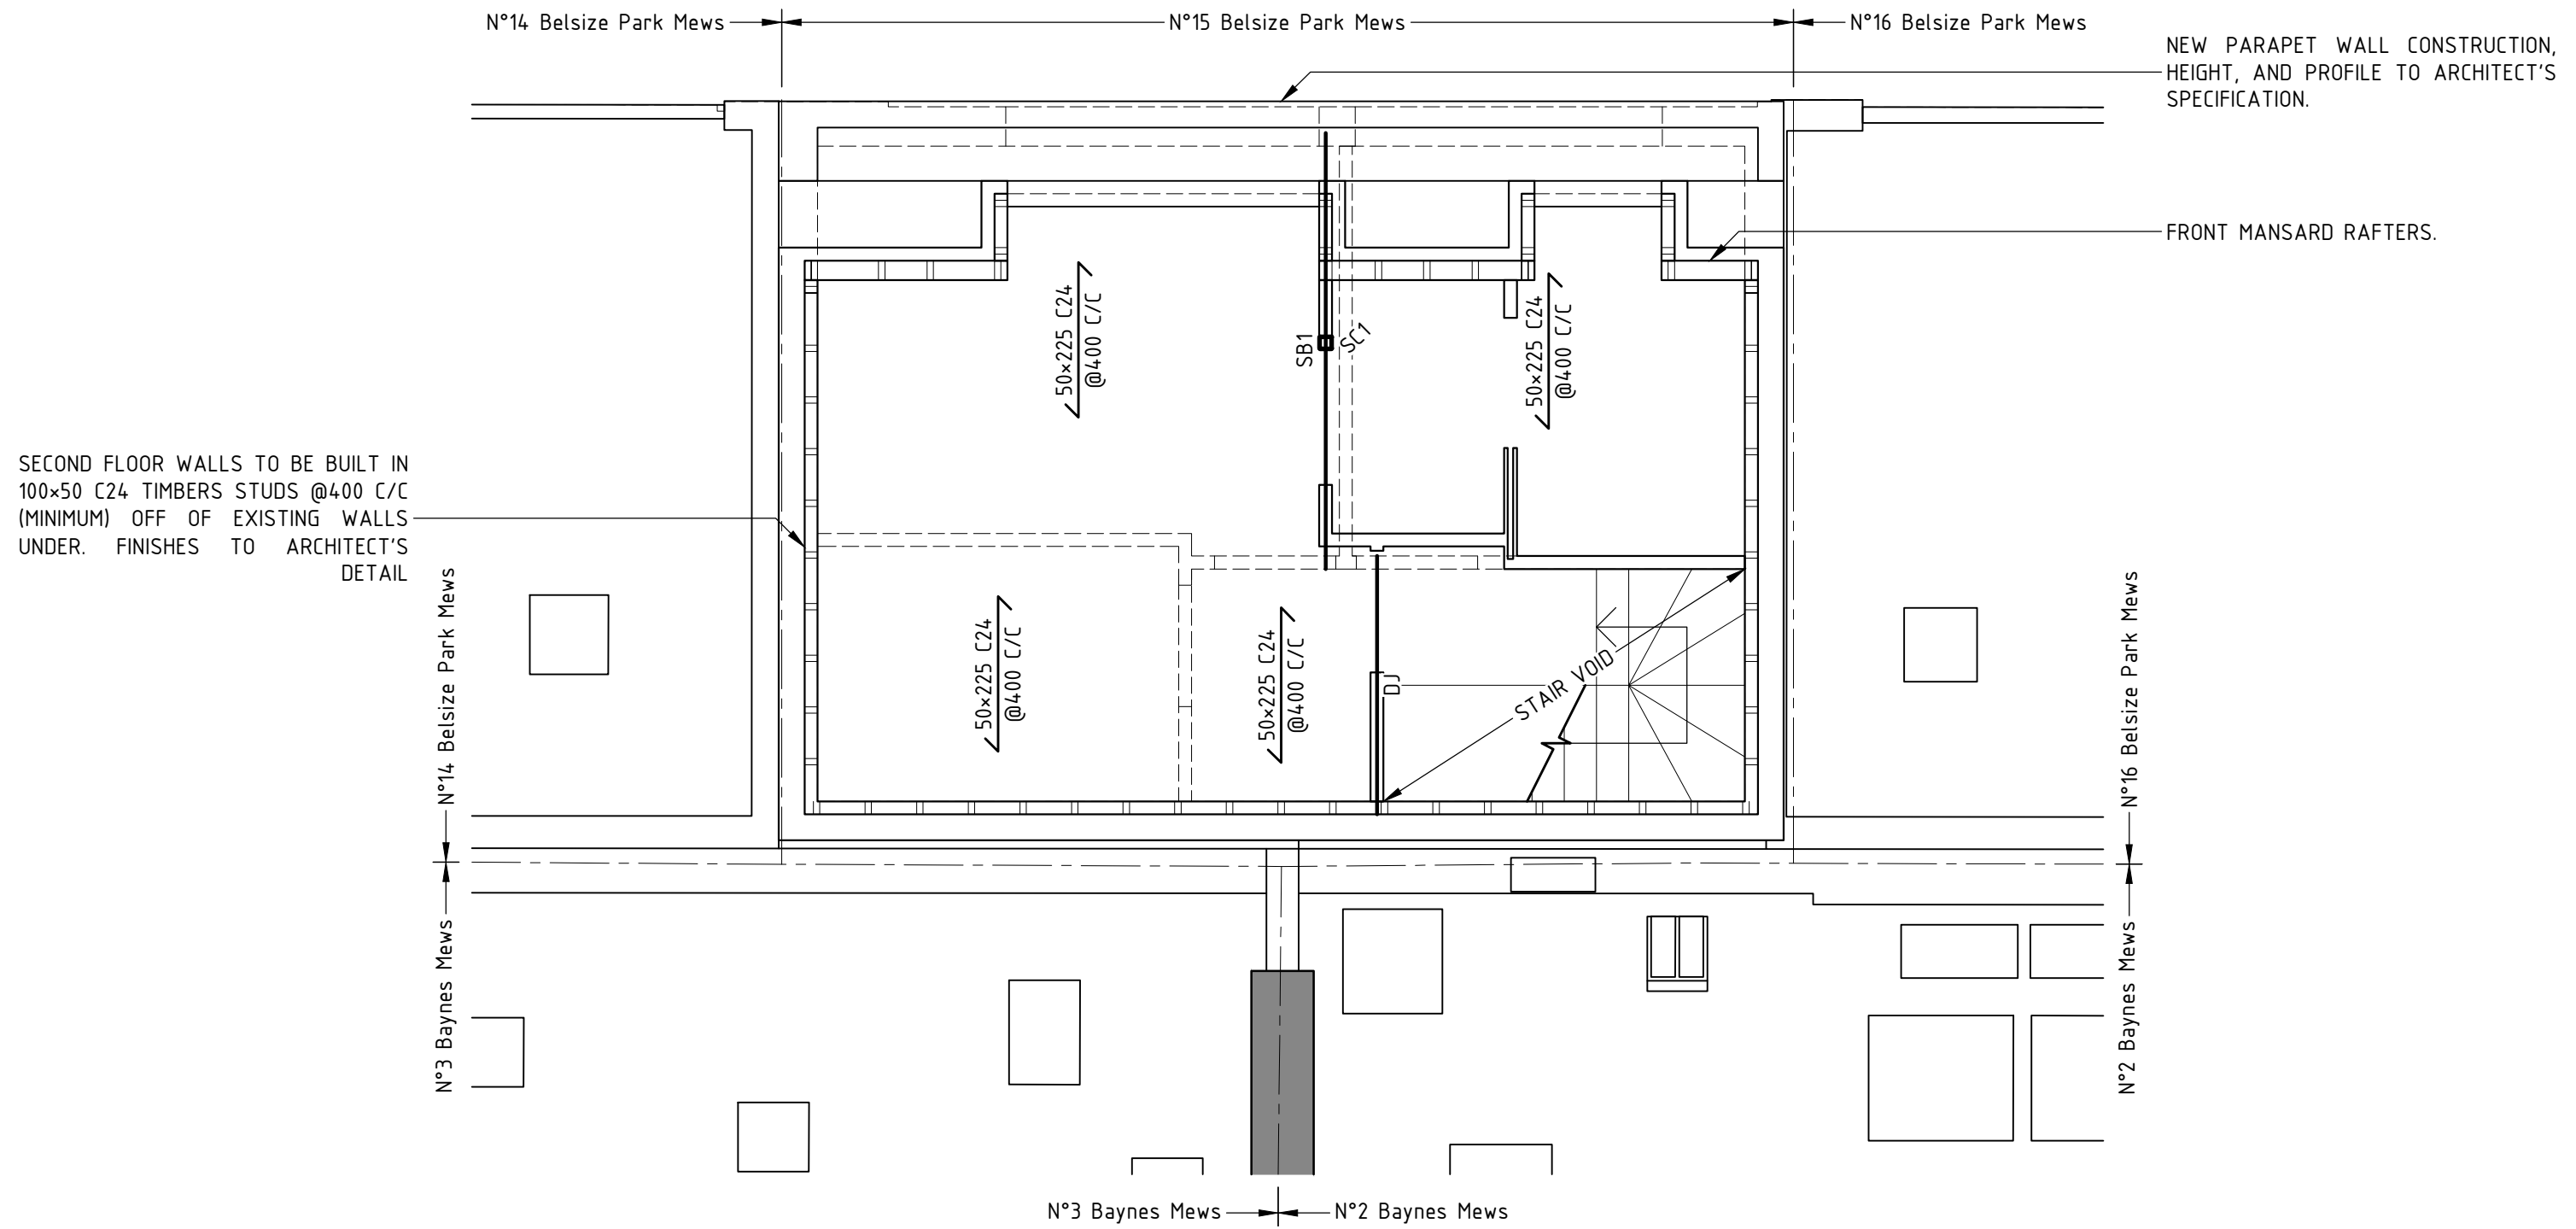 N°14 Belsize Park Mews
N°15 Belsize Park Mews
N°16 Belsize Park Mews
NEW PARAPET WALL CONSTRUCTION,
HEIGHT, AND PROFILE TO ARCHITECT'S
SPECIFICATION.
FRONT MANSARD RAFTERS.
50×225 C24
@400 C/C
SB1
SC1
50×225 C24
@400 C/C
SECOND FLOOR WALLS TO BE BUILT IN
100×50 C24 TIMBERS STUDS @400 C/C
(MINIMUM) OFF OF EXISTING WALLS
UNDER. FINISHES TO ARCHITECT'S
DETAIL
N°14 Belsize Park Mews
50×225 C24
@400 C/C
50×225 C24
@400 C/C
DJ
STAIR VOID
N°16 Belsize Park Mews
N°3 Baynes Mews
N°2 Baynes Mews
N°3 Baynes Mews
N°2 Baynes Mews